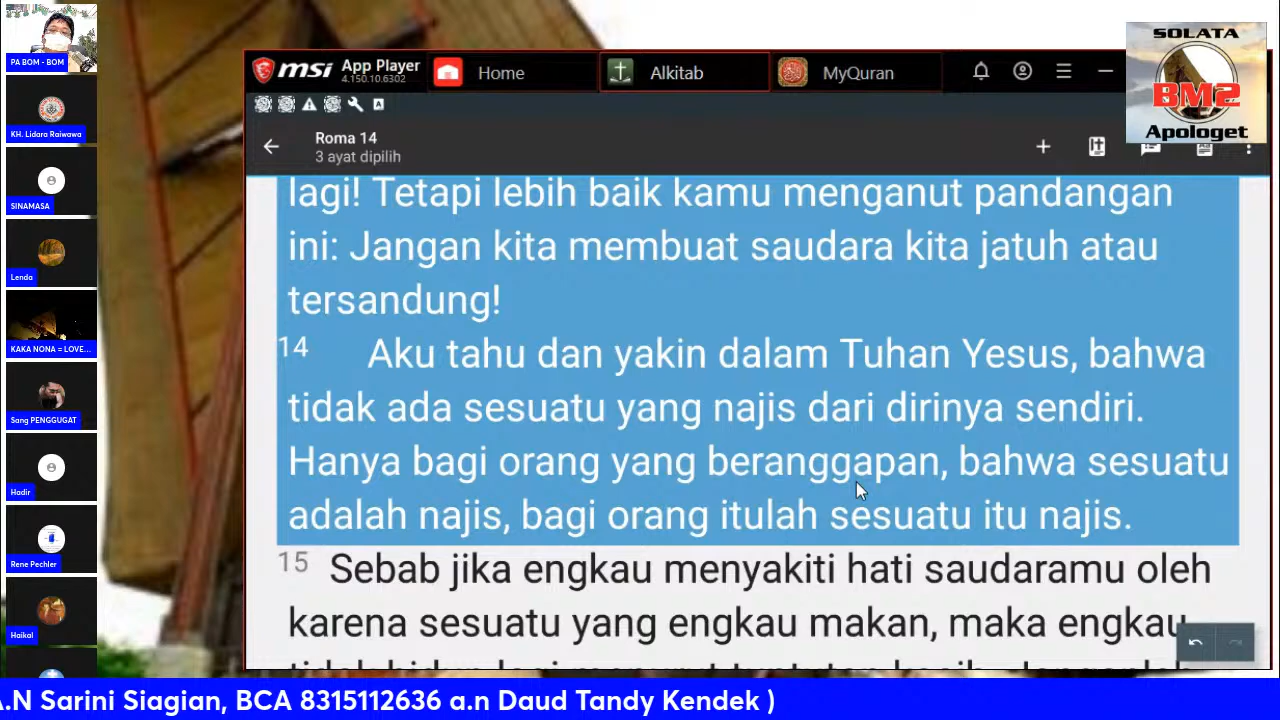 PA BOM - BOM
KH. Lidara Raiwawa
SINAMASA
Lenda
KAKA NONA = LOVE...
Sang PENGGUGAT
Hadir
Rene Pechler
Haikal
msi App Player
4.150.10.6302
Home
Alkitab
MyQuran
SOLATA
BM2
Apologet
Roma 14
3 ayat dipilih
lagi! Tetapi lebih baik kamu menganut pandangan
ini: Jangan kita membuat saudara kita jatuh atau
tersandung!
14 Aku tahu dan yakin dalam Tuhan Yesus, bahwa
tidak ada sesuatu yang najis dari dirinya sendiri.
Hanya bagi orang yang beranggapan, bahwa sesuatu
adalah najis, bagi orang itulah sesuatu itu najis.
15 Sebab jika engkau menyakiti hati saudaramu oleh
karena sesuatu yang engkau makan, maka engkau
A.N Sarini Siagian, BCA 8315112636 a.n Daud Tandy Kendek )